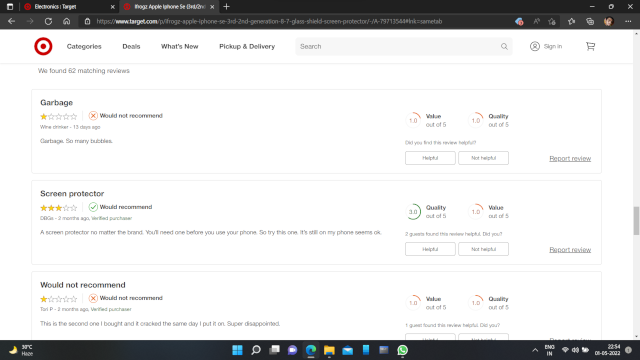 Electronics : Target
ifrogz Apple iphone Se (3rd/2nd
https://www.target.com/p/ifrogz-apple-iphone-se-3rd-2nd-generation-8-7-glass-shield-screen-protector/-/A-79713544#lnk=sametab
Categories Deals What's New Pickup & Delivery Search Sign in
We found 62 matching reviews
Garbage
Would not recommend
Wine drinker - 13 days ago
Garbage. So many bubbles.
1.0 Value out of 5
1.0 Quality out of 5
Did you find this review helpful?
Helpful Not helpful Report review
Screen protector
Would recommend
DBGs - 2 months ago, Verified purchaser
A screen protector no matter the brand. You'll need one before you use your phone. So try this one. It's still on my phone seems ok.
3.0 Quality out of 5
1.0 Value out of 5
2 guests found this review helpful. Did you?
Helpful Not helpful Report review
Would not recommend
Would not recommend
Tori P - 2 months ago, Verified purchaser
This is the second one I bought and it cracked the same day I put it on. Super disappointed.
1.0 Value out of 5
1.0 Quality out of 5
1 guest found this review helpful. Did you?
30°C
Haze
ENG
IN
22:54
01-05-2022